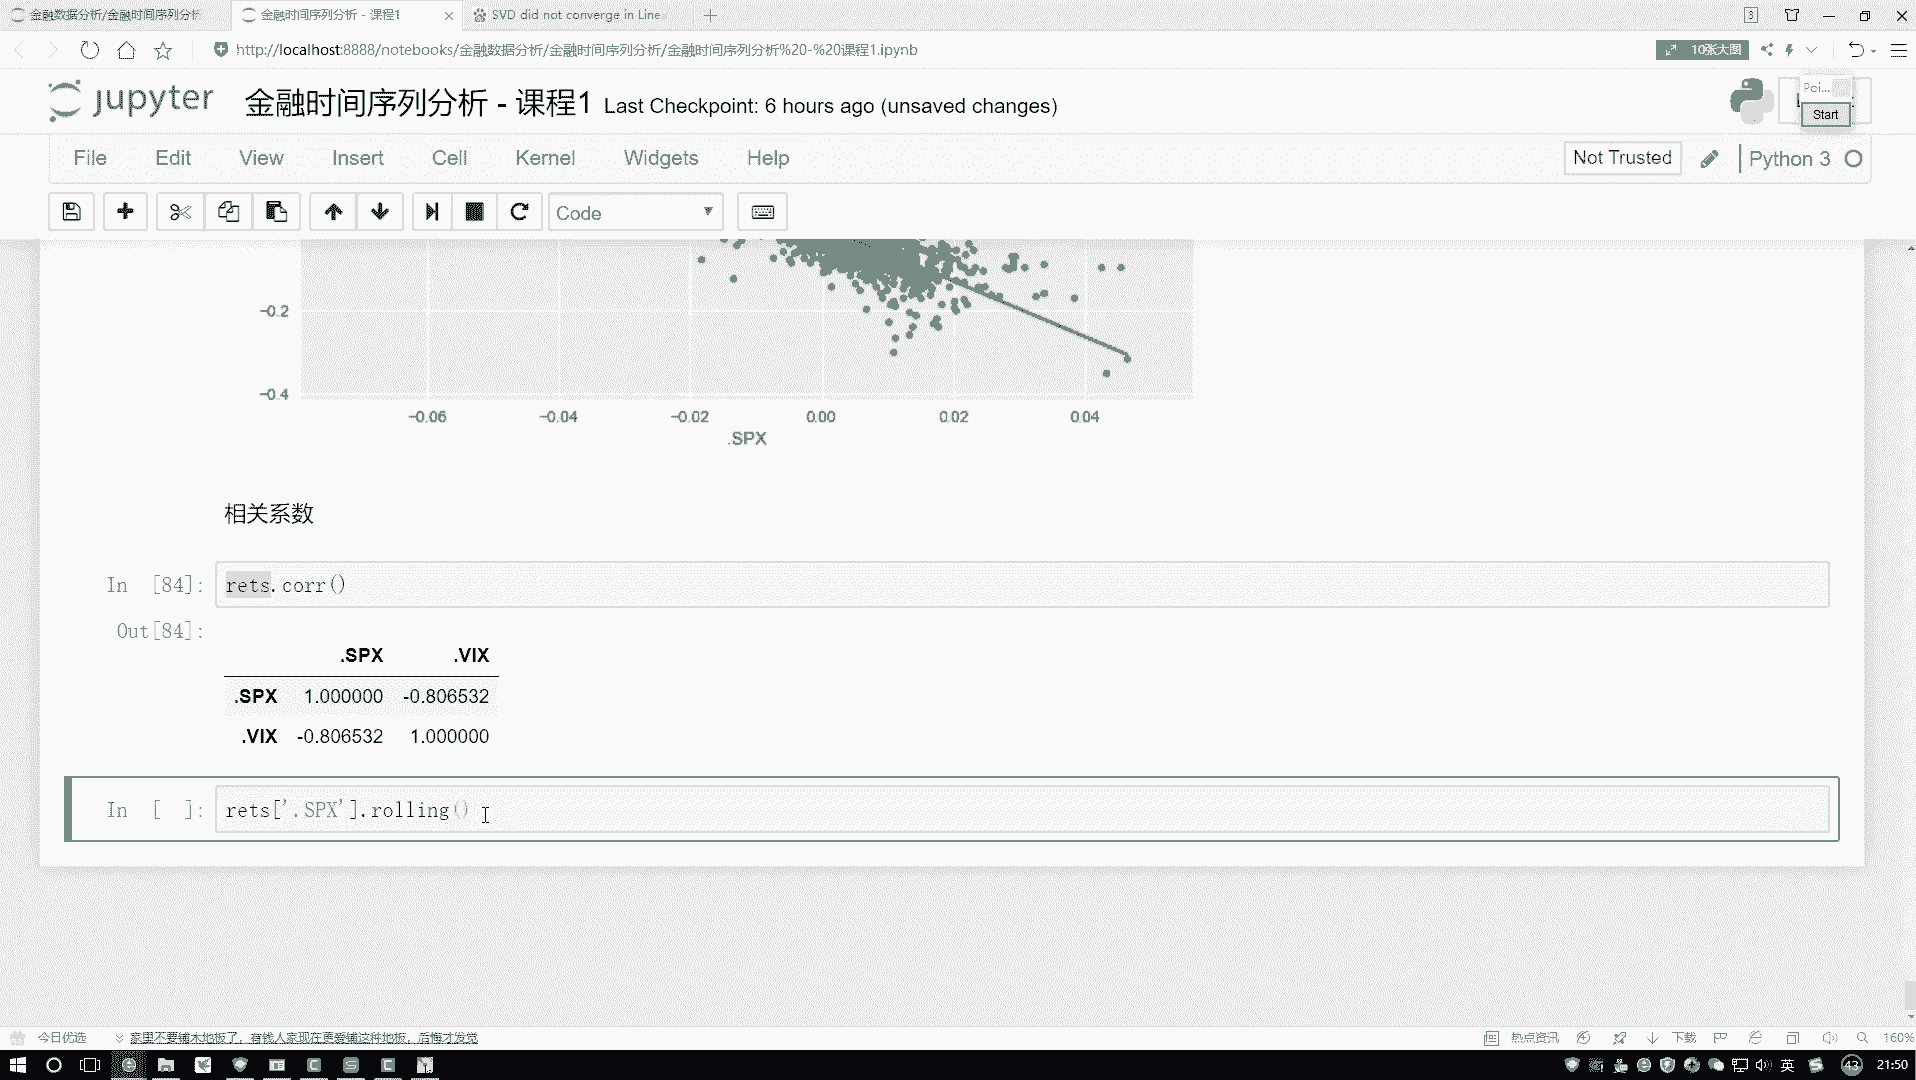 金融数据分析/金融时间序列分析
金融时间序列分析 - 课程1
SVD did not converge in Line
3
http://localhost:8888/notebooks/金融数据分析/金融时间序列分析/金融时间序列分析%20-%20课程1.ipynb
10张大图
jupyter
金融时间序列分析 - 课程1 Last Checkpoint: 6 hours ago (unsaved changes)
Poi...
Start
File Edit View Insert Cell Kernel Widgets Help
Not Trusted
Python 3
Code
−0.2
−0.4
−0.06 −0.04 −0.02 0.00 0.02 0.04
.SPX
相关系数
In [84]: rets.corr()
Out[84]:
.SPX .VIX
.SPX 1.000000 -0.806532
.VIX -0.806532 1.000000
In [ ]: rets['.SPX'].rolling()
今日优选
家里不要铺木地板了，有钱人家现在更爱铺这种地板，后悔才发觉
热点资讯
下载
160%
英
43
21:50